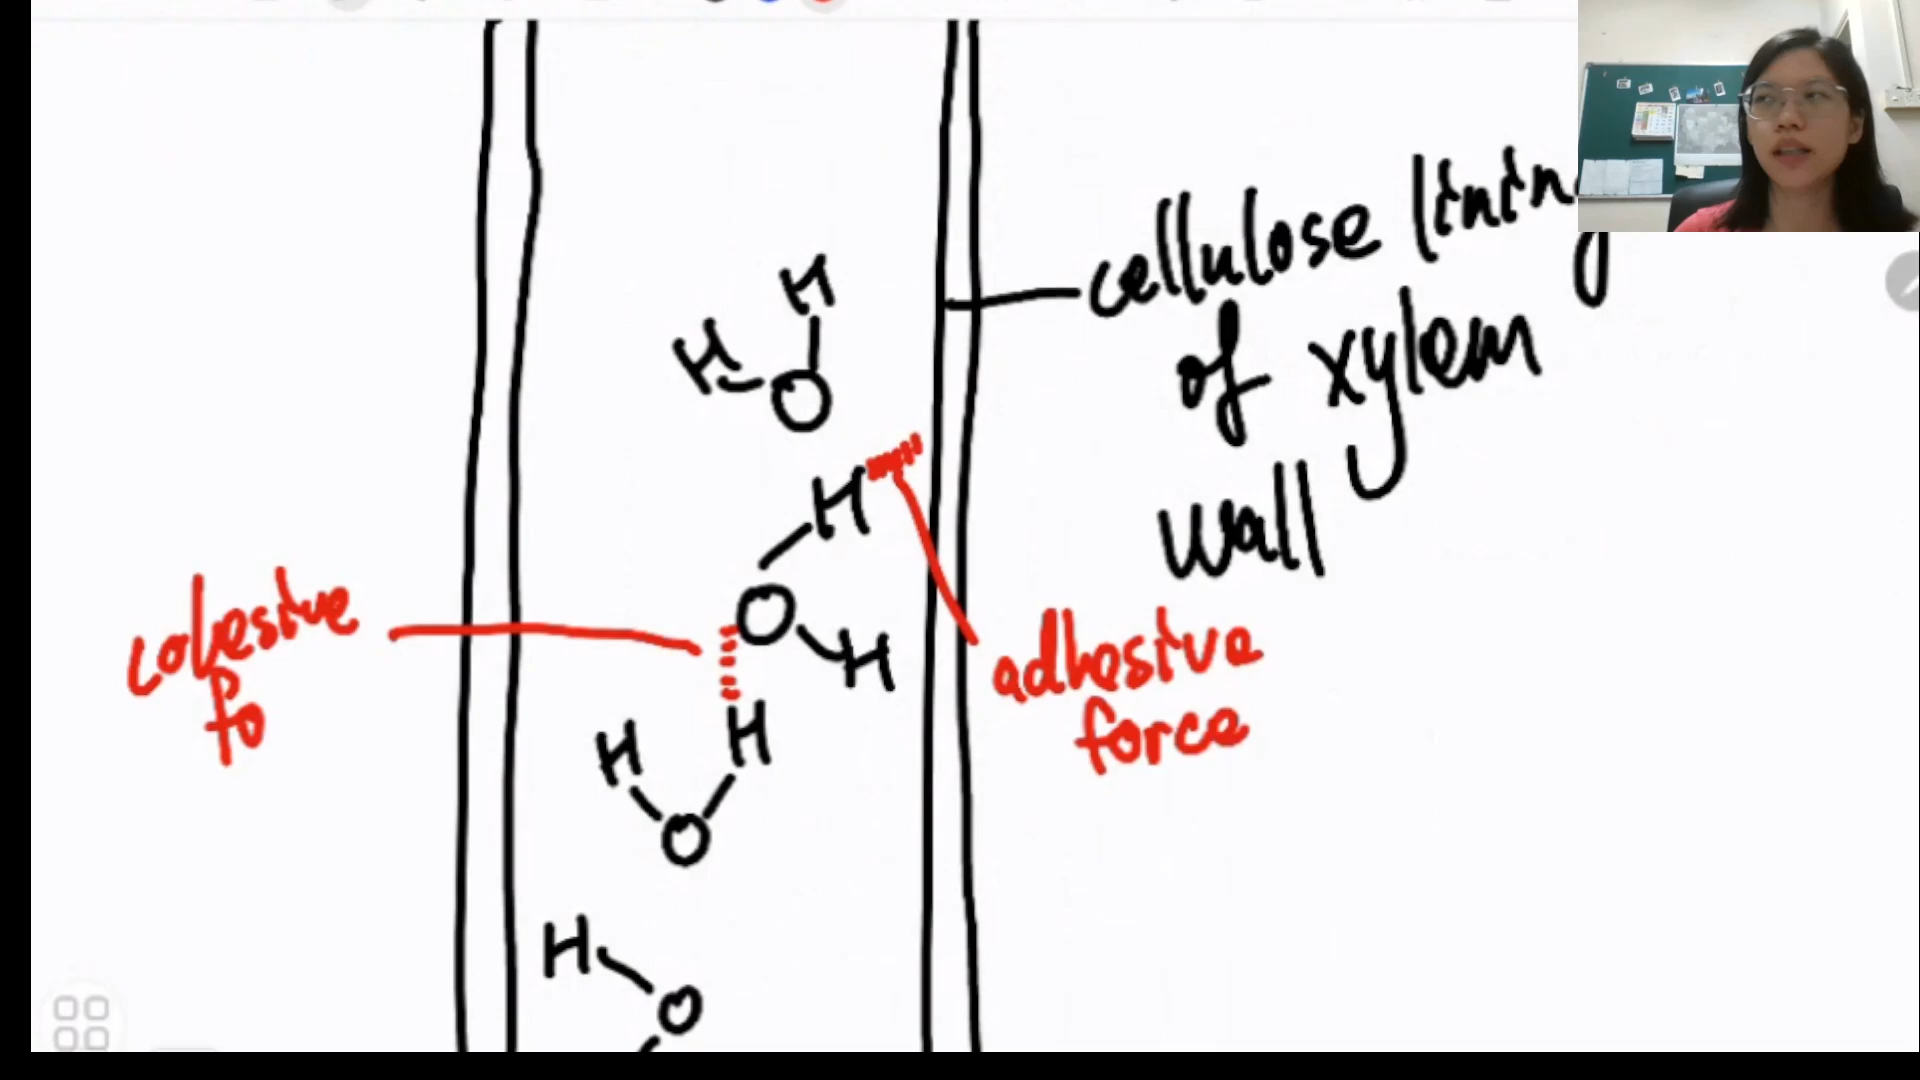 H
H
O
cellulose lining
of xylem
wall
H
O
H
cohesive
fo
adhesive
force
H
H
O
H
O